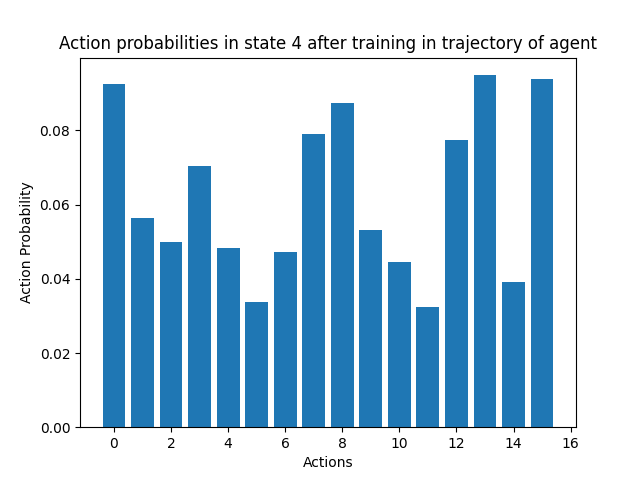 Action probabilities in state 4 after training in trajectory of agent
Action Probability
0.08
0.06
0.04
0.02
0.00
0 2 4 6 8 10 12 14 16
Actions